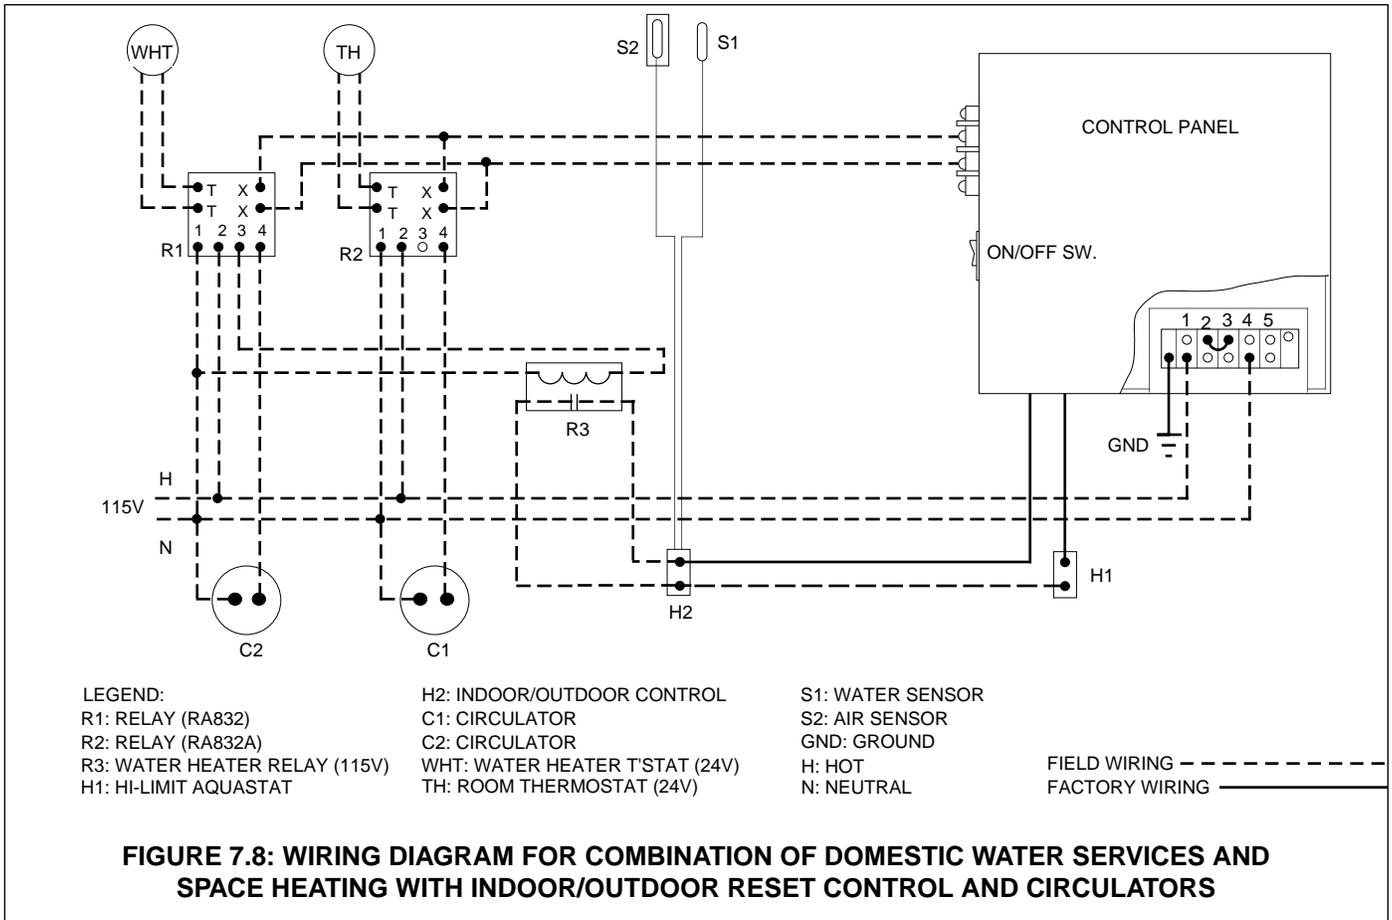 WHT
TH
S2
S1
CONTROL PANEL
T X
T X
1 2 3 4
R1
T X
T X
1 2 3 4
R2
ON/OFF SW.
1 2 3 4 5
R3
GND
H
115V
N
H1
H2
C2
C1
LEGEND:
R1: RELAY (RA832)
R2: RELAY (RA832A)
R3: WATER HEATER RELAY (115V)
H1: HI-LIMIT AQUASTAT
H2: INDOOR/OUTDOOR CONTROL
C1: CIRCULATOR
C2: CIRCULATOR
WHT: WATER HEATER T'STAT (24V)
TH: ROOM THERMOSTAT (24V)
S1: WATER SENSOR
S2: AIR SENSOR
GND: GROUND
H: HOT
N: NEUTRAL
FIELD WIRING
FACTORY WIRING
FIGURE 7.8: WIRING DIAGRAM FOR COMBINATION OF DOMESTIC WATER SERVICES AND
SPACE HEATING WITH INDOOR/OUTDOOR RESET CONTROL AND CIRCULATORS